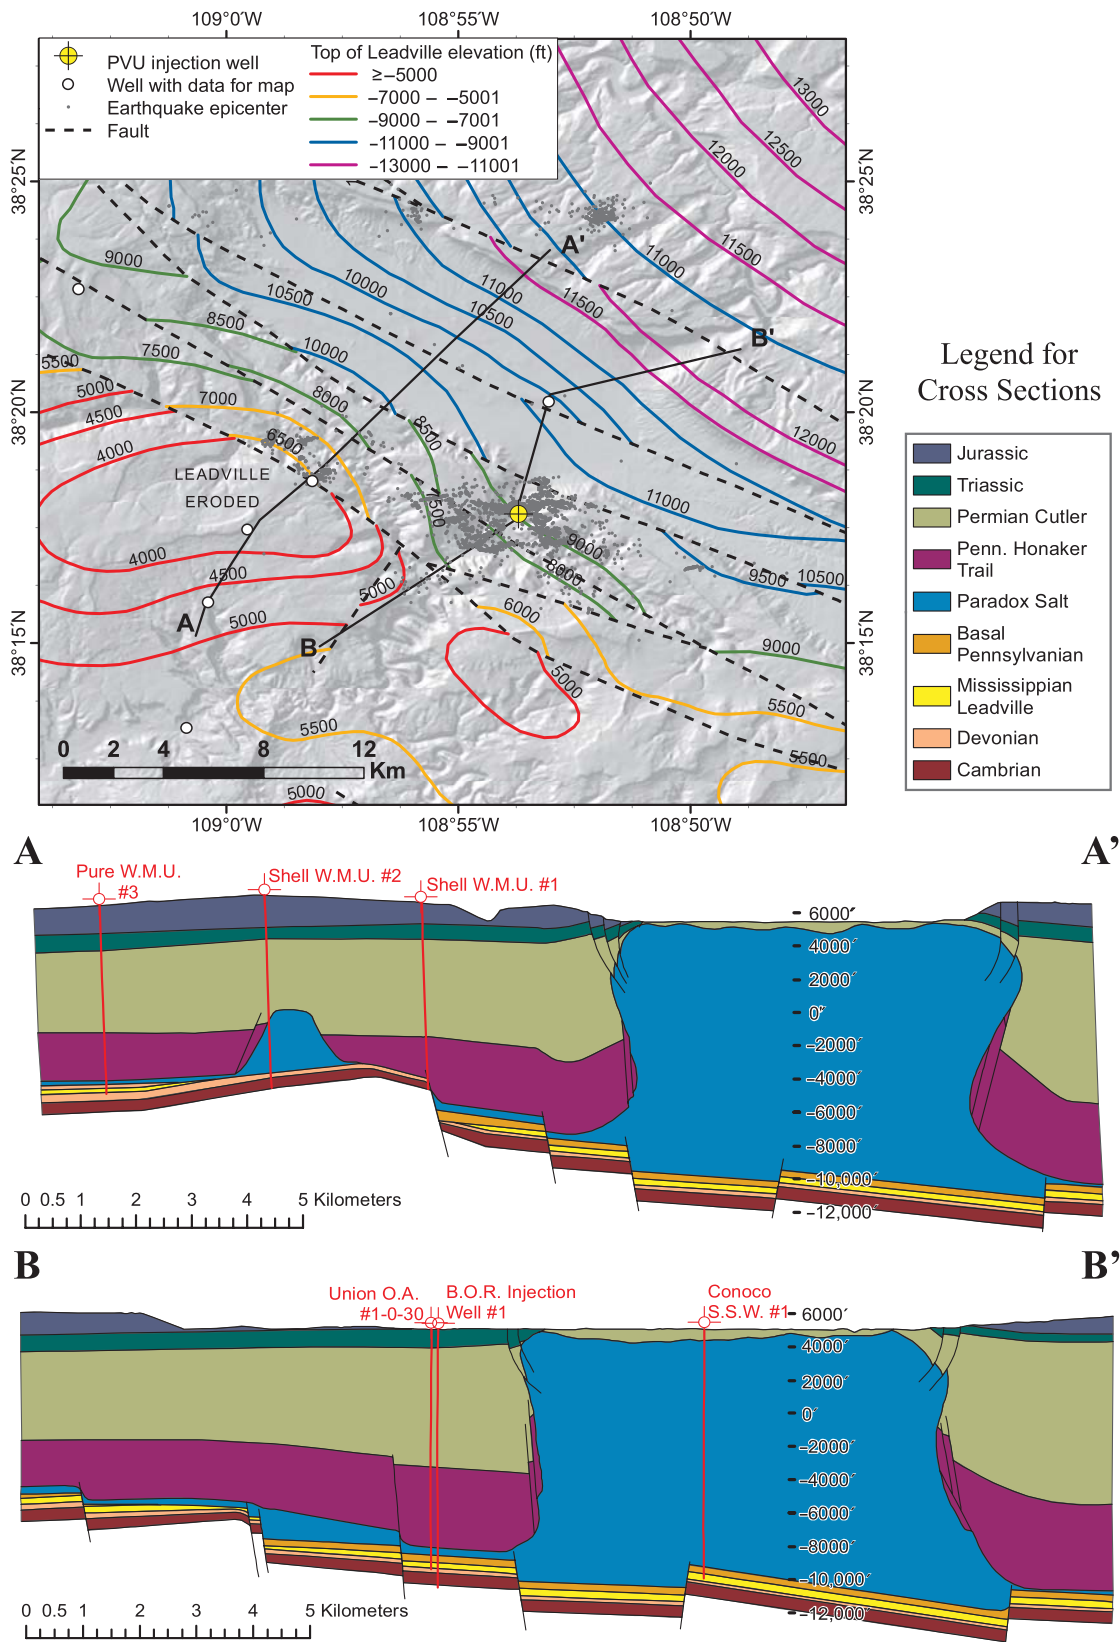 109°0'W
108°55'W
108°50'W
PVU injection well
Well with data for map
Earthquake epicenter
Fault
Top of Leadville elevation (ft)
≥–5000
–7000 – –5001
–9000 – –7001
–11000 – –9001
–13000 – –11001
13000
12500
12000
11500
11000
38°25'N
38°25'N
A'
9000
10000
10500
11000
10500
11500
8500
10000
7500
B'
5500
5000
4500
4000
7000
8000
6500
8500
38°20'N
38°20'N
12000
LEADVILLE
ERODED
7500
11000
9000
8000
4000
4500
5000
5000
6000
9500
10500
A
B
38°15'N
38°15'N
9000
5000
5500
5500
5500
0 2 4 8 12
Km
5000
109°0'W
108°55'W
108°50'W
Legend for
Cross Sections
Jurassic
Triassic
Permian Cutler
Penn. Honaker
Trail
Paradox Salt
Basal
Pennsylvanian
Mississippian
Leadville
Devonian
Cambrian
A
A'
Pure W.M.U.
#3
Shell W.M.U. #2
Shell W.M.U. #1
6000'
4000'
2000'
0'
–2000'
–4000'
–6000'
–8000'
–10,000'
–12,000'
0 0.5 1 2 3 4 5 Kilometers
B
B'
Union O.A.
#1-0-30
B.O.R. Injection
Well #1
Conoco
S.S.W. #1
6000'
4000'
2000'
0'
–2000'
–4000'
–6000'
–8000'
–10,000'
–12,000'
0 0.5 1 2 3 4 5 Kilometers